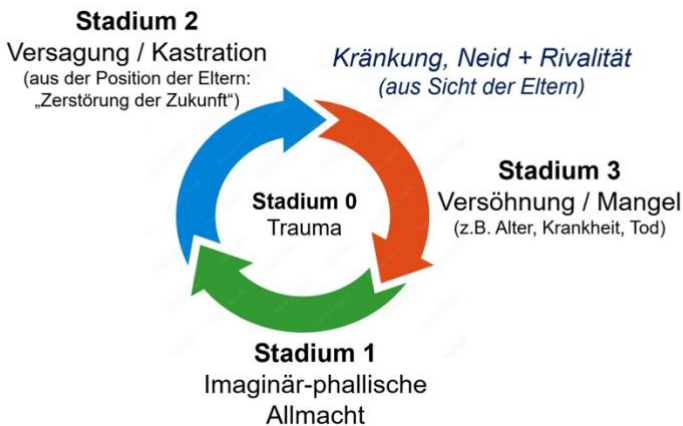 Stadium 2
Versagung / Kastration
(aus der Position der Eltern:
„Zerstörung der Zukunft“)
Kränkung, Neid + Rivalität
(aus Sicht der Eltern)
Stadium 0
Trauma
Stadium 3
Versöhnung / Mangel
(z.B. Alter, Krankheit, Tod)
Stadium 1
Imaginär-phallische
Allmacht